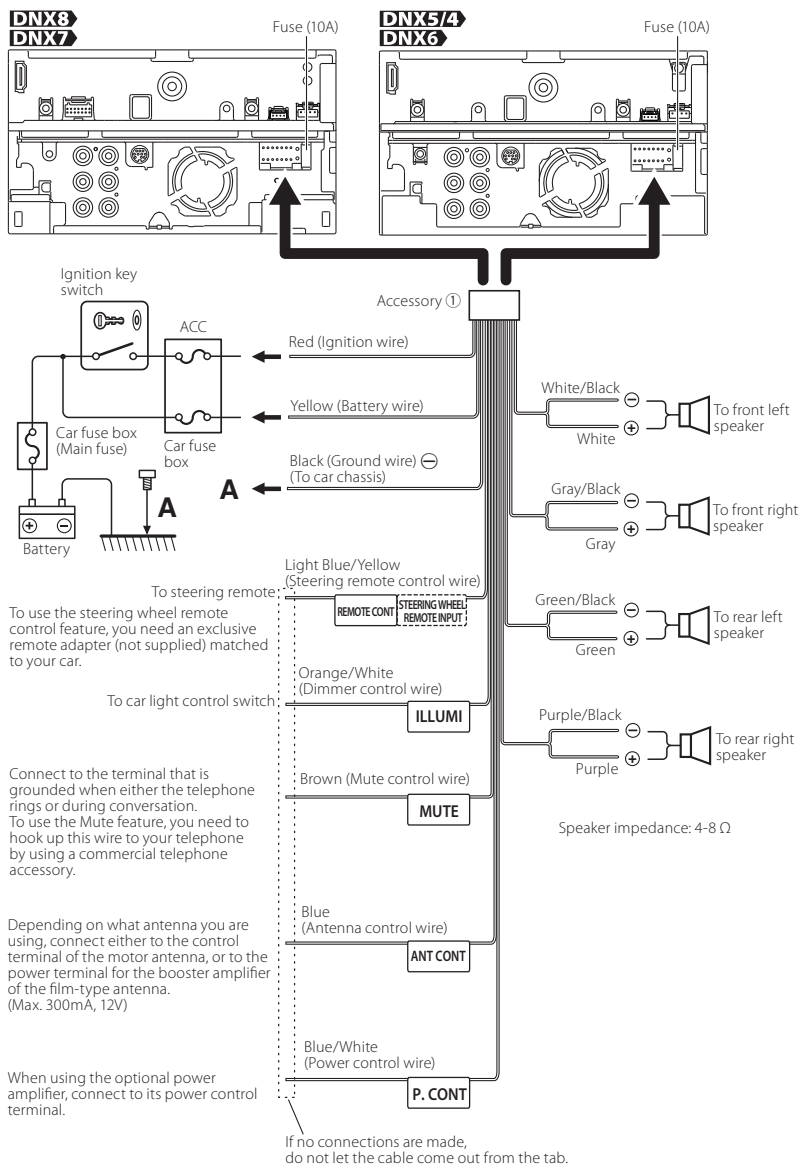 DNX8
DNX7
Fuse (10A)
DNX5/4
DNX6
Fuse (10A)
Accessory ①
Ignition key
switch
ACC
Car fuse box
(Main fuse)
Car fuse
box
Battery
A
A
Red (Ignition wire)
Yellow (Battery wire)
Black (Ground wire) ⊖
(To car chassis)
Light Blue/Yellow
(Steering remote control wire)
To steering remote
REMOTE CONT
STEERING WHEEL
REMOTE INPUT
To use the steering wheel remote
control feature, you need an exclusive
remote adapter (not supplied) matched
to your car.
Orange/White
(Dimmer control wire)
To car light control switch
ILLUMI
Brown (Mute control wire)
MUTE
Connect to the terminal that is
grounded when either the telephone
rings or during conversation.
To use the Mute feature, you need to
hook up this wire to your telephone
by using a commercial telephone
accessory.
Blue
(Antenna control wire)
ANT CONT
Depending on what antenna you are
using, connect either to the control
terminal of the motor antenna, or to the
power terminal for the booster amplifier
of the film-type antenna.
(Max. 300mA, 12V)
Blue/White
(Power control wire)
P. CONT
When using the optional power
amplifier, connect to its power control
terminal.
If no connections are made,
do not let the cable come out from the tab.
White/Black
⊖
White
⊕
To front left
speaker
Gray/Black
⊖
Gray
⊕
To front right
speaker
Green/Black
⊖
Green
⊕
To rear left
speaker
Purple/Black
⊖
Purple
⊕
To rear right
speaker
Speaker impedance: 4-8 Ω